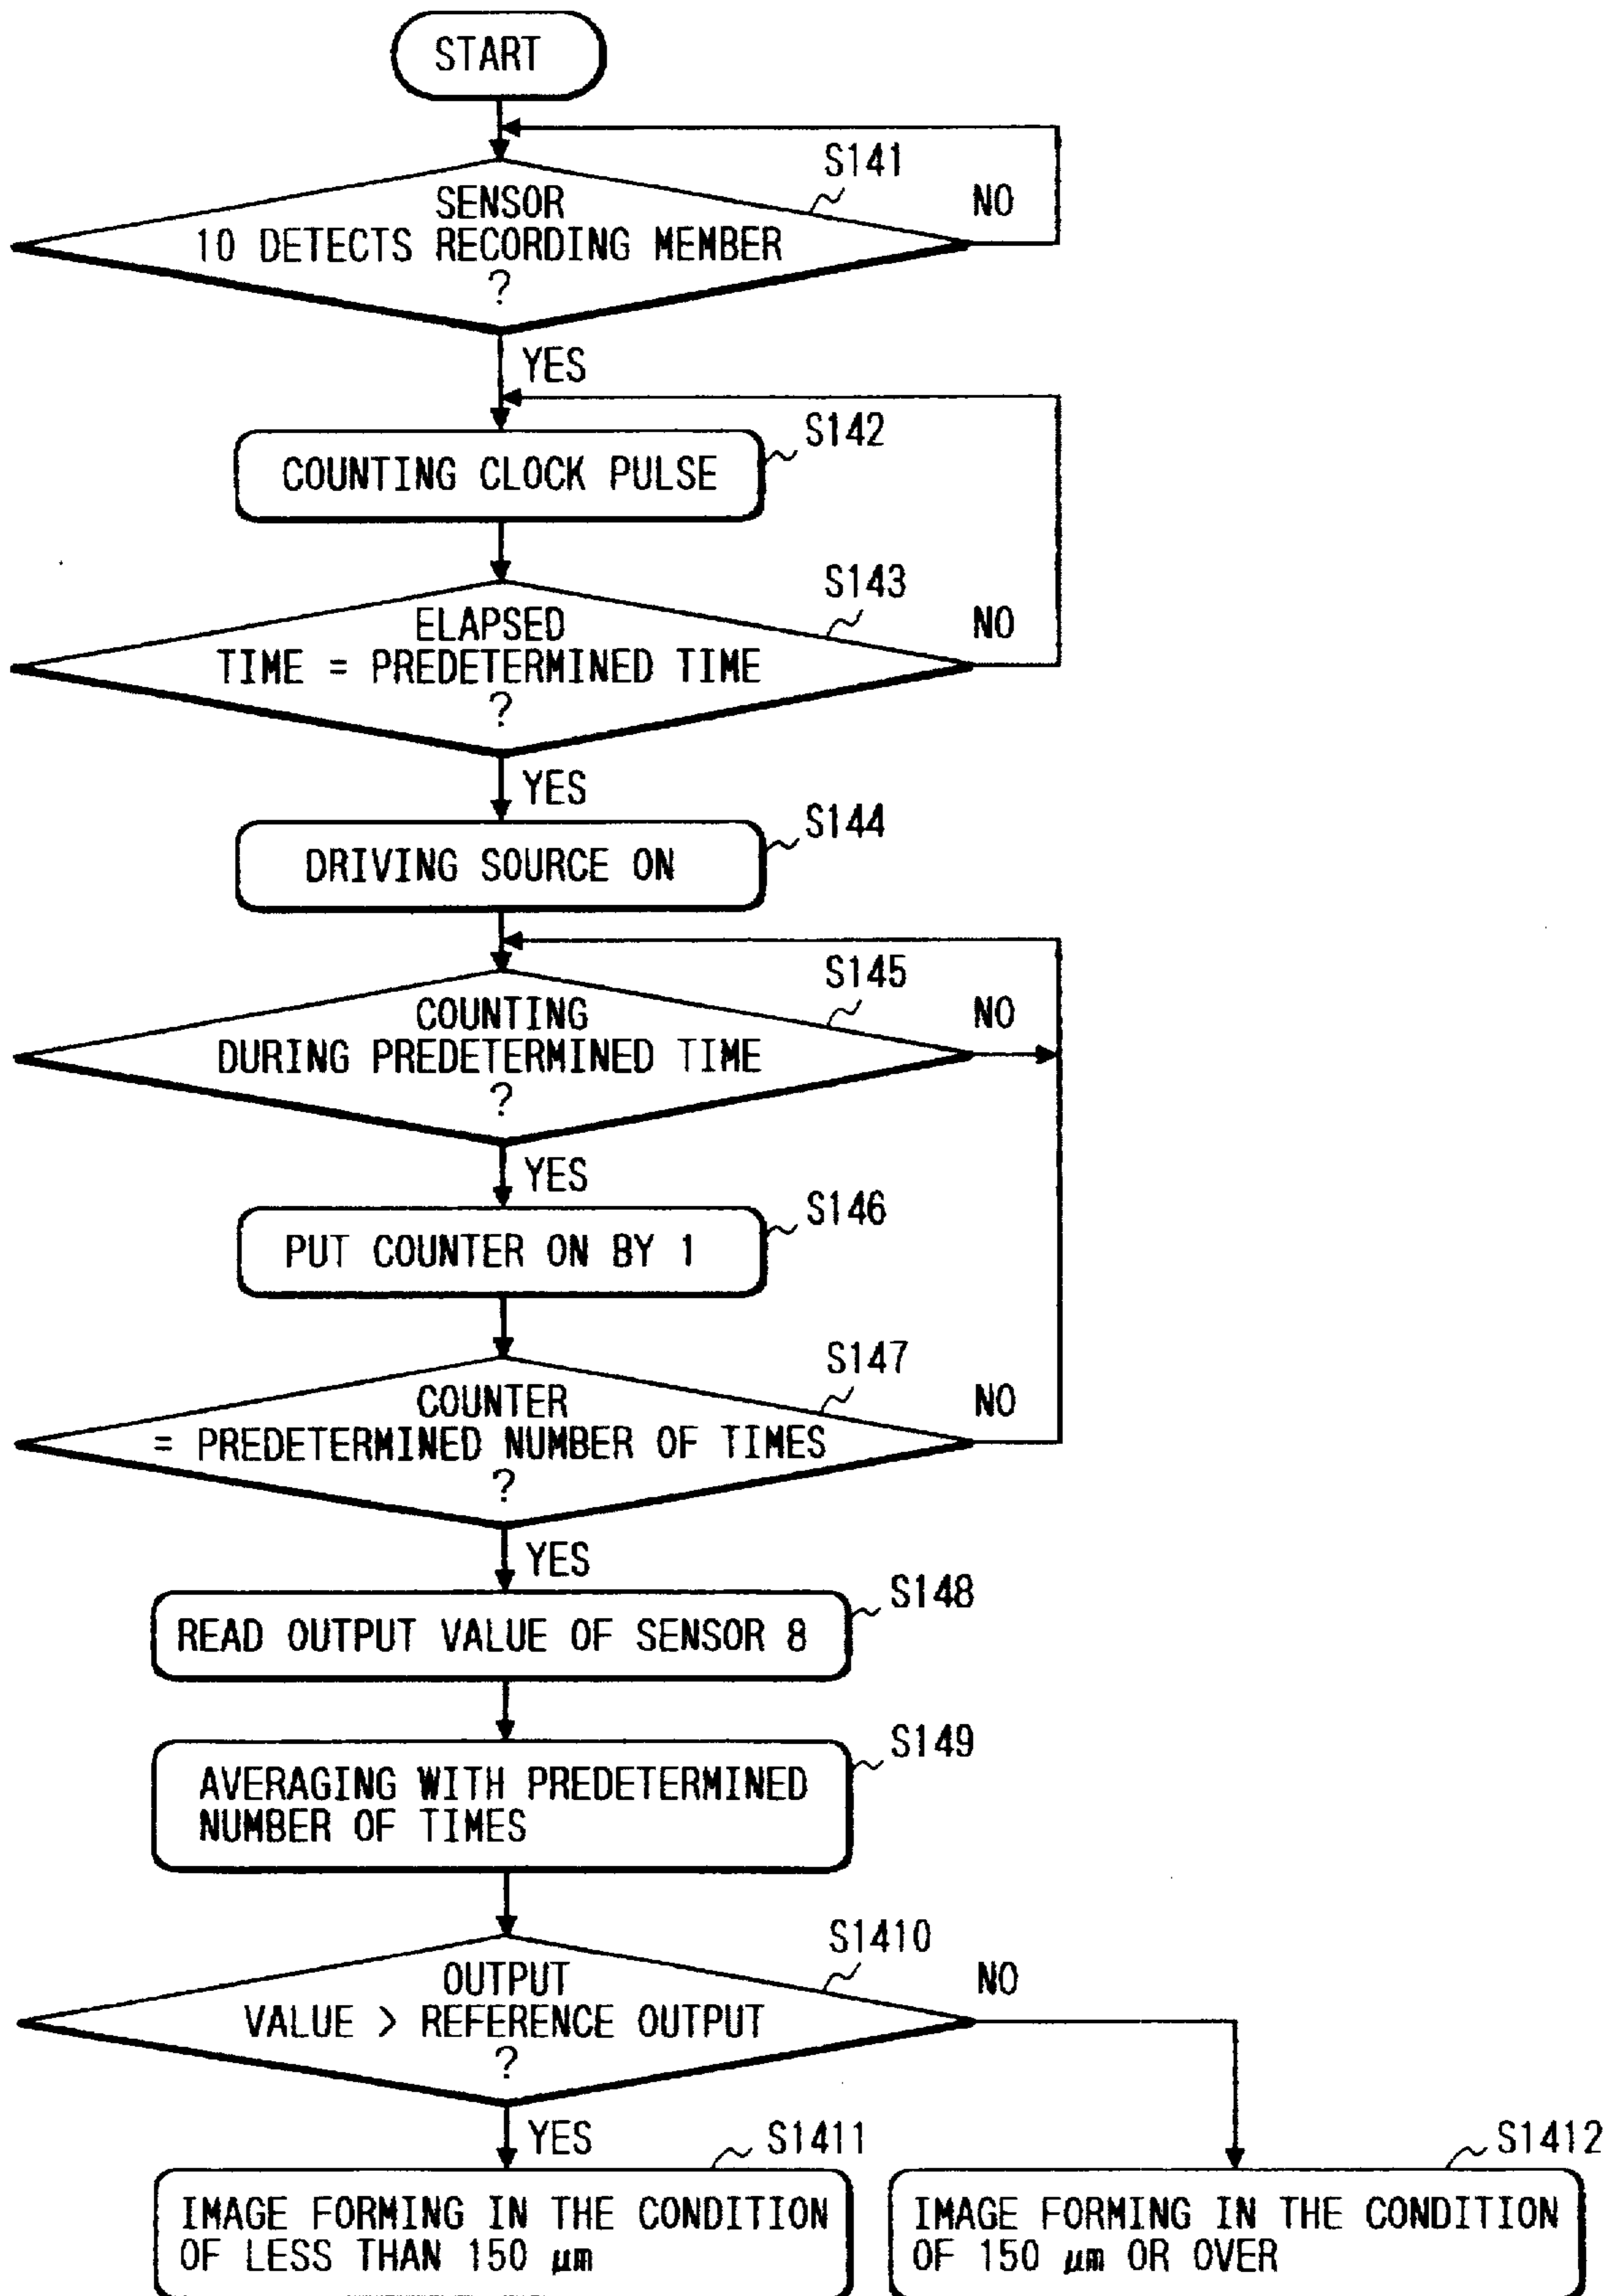 START
S141
SENSOR
10 DETECTS RECORDING MEMBER
?
NO
YES
S142
COUNTING CLOCK PULSE
S143
ELAPSED
TIME = PREDETERMINED TIME
?
NO
YES
S144
DRIVING SOURCE ON
S145
COUNTING
DURING PREDETERMINED TIME
?
NO
YES
S146
PUT COUNTER ON BY 1
S147
COUNTER
= PREDETERMINED NUMBER OF TIMES
?
NO
YES
S148
READ OUTPUT VALUE OF SENSOR 8
S149
AVERAGING WITH PREDETERMINED
NUMBER OF TIMES
S1410
OUTPUT
VALUE > REFERENCE OUTPUT
?
NO
YES
S1411
IMAGE FORMING IN THE CONDITION
OF LESS THAN 150 μm
S1412
IMAGE FORMING IN THE CONDITION
OF 150 μm OR OVER